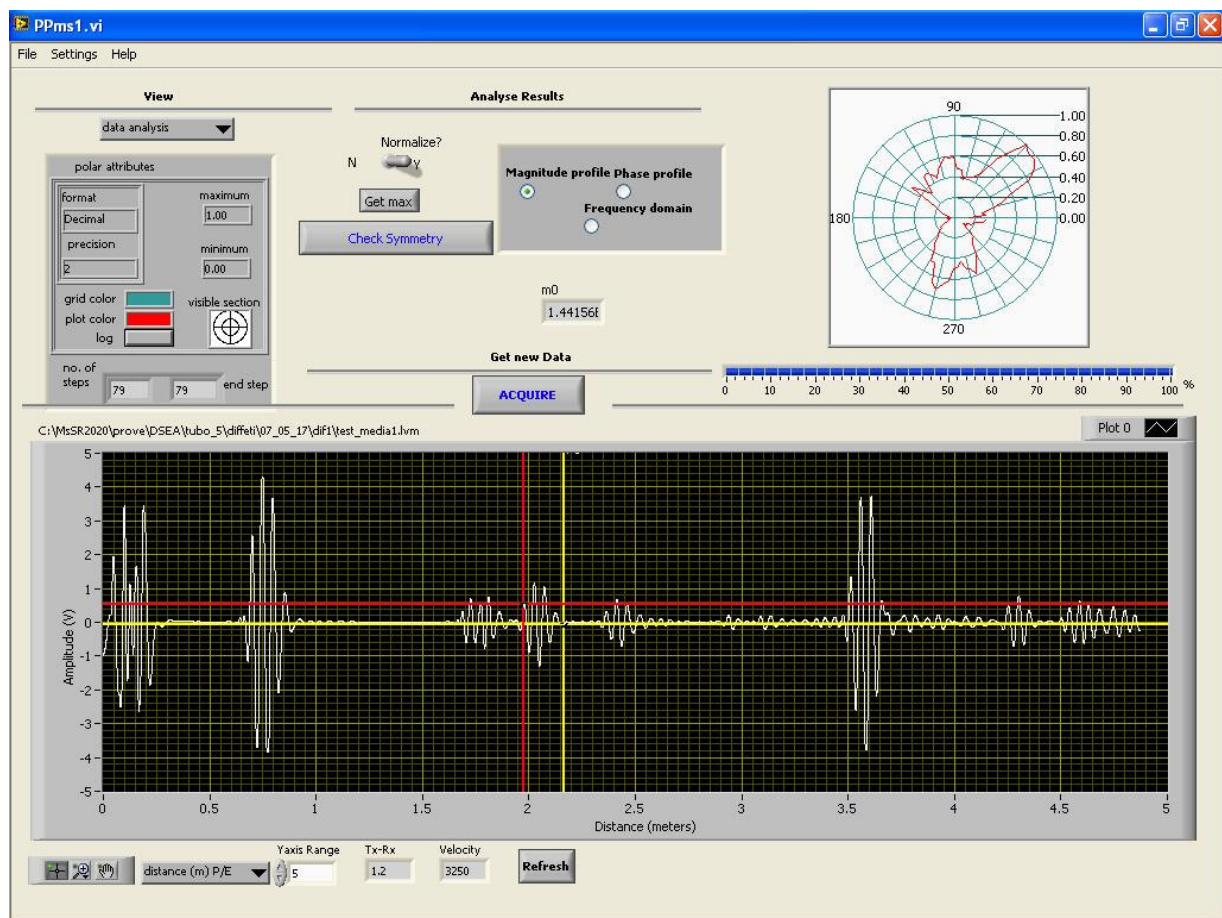 PPms1.vi
File Settings Help
View
data analysis
polar attributes
format
Decimal
precision
2
maximum
1.00
minimum
0.00
grid color
plot color
log
visible section
no. of
steps
79
79
end step
Analyse Results
Normalize?
N
Y
Get max
Check Symmetry
Magnitude profile
Phase profile
Frequency domain
m0
Get new Data
ACQUIRE
90
180
270
1.00
0.80
0.60
0.40
0.20
0.00
0 10 20 30 40 50 60 70 80 90 100 %
C:\MsSR2020\prove\DSEA\tubo_5\diffeti\07_05_17\dif1\test_media1.lvm
Plot 0
Amplitude (V)
5
4
3
2
1
0
-1
-2
-3
-4
-5
0 0.5 1 1.5 2 2.5 3 3.5 4 4.5 5
Distance (meters)
distance (m) P/E
Yaxis Range
5
Tx-Rx
1.2
Velocity
3250
Refresh